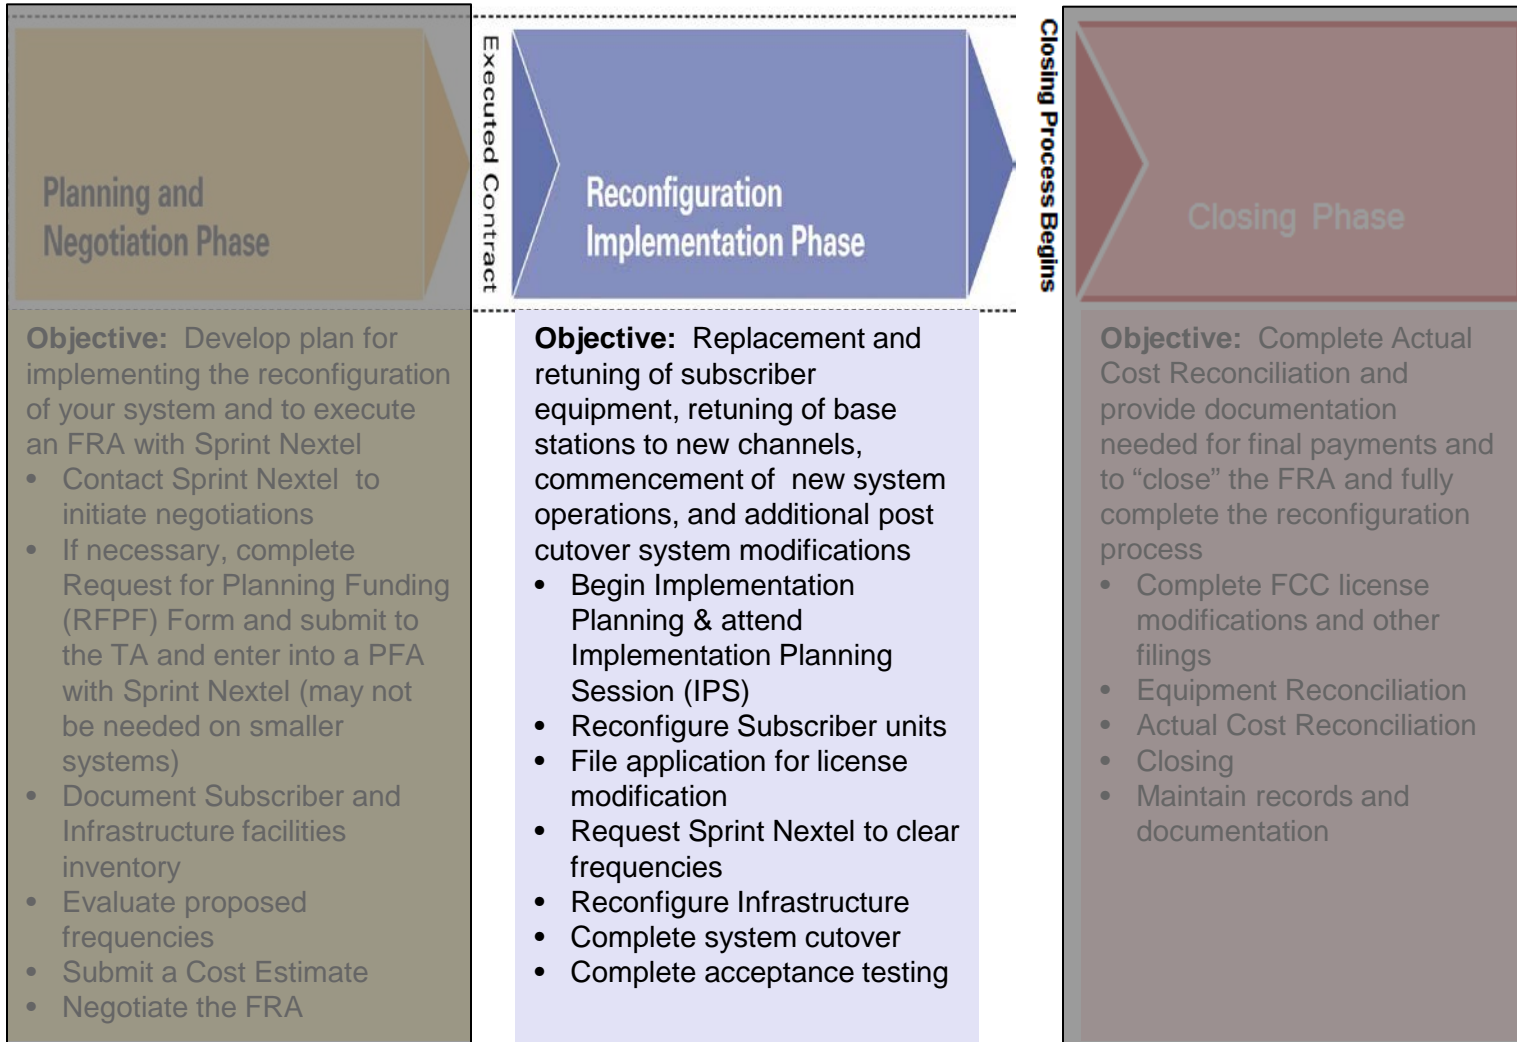 Planning and
Negotiation Phase
Objective:  Develop plan for
implementing the reconfiguration
of your system and to execute
an FRA with Sprint Nextel
• Contact Sprint Nextel  to
initiate negotiations
• If necessary, complete
Request for Planning Funding
(RFPF) Form and submit to
the TA and enter into a PFA
with Sprint Nextel (may not
be needed on smaller
systems)
• Document Subscriber and
Infrastructure facilities
inventory
• Evaluate proposed
frequencies
• Submit a Cost Estimate
• Negotiate the FRA
Executed Contract
Reconfiguration
Implementation Phase
Objective:  Replacement and
retuning of subscriber
equipment, retuning of base
stations to new channels,
commencement of  new system
operations, and additional post
cutover system modifications
• Begin Implementation
Planning & attend
Implementation Planning
Session (IPS)
• Reconfigure Subscriber units
• File application for license
modification
• Request Sprint Nextel to clear
frequencies
• Reconfigure Infrastructure
• Complete system cutover
• Complete acceptance testing
Closing Process Begins
Closing Phase
Objective:  Complete Actual
Cost Reconciliation and
provide documentation
needed for final payments and
to “close” the FRA and fully
complete the reconfiguration
process
• Complete FCC license
modifications and other
filings
• Equipment Reconciliation
• Actual Cost Reconciliation
• Closing
• Maintain records and
documentation